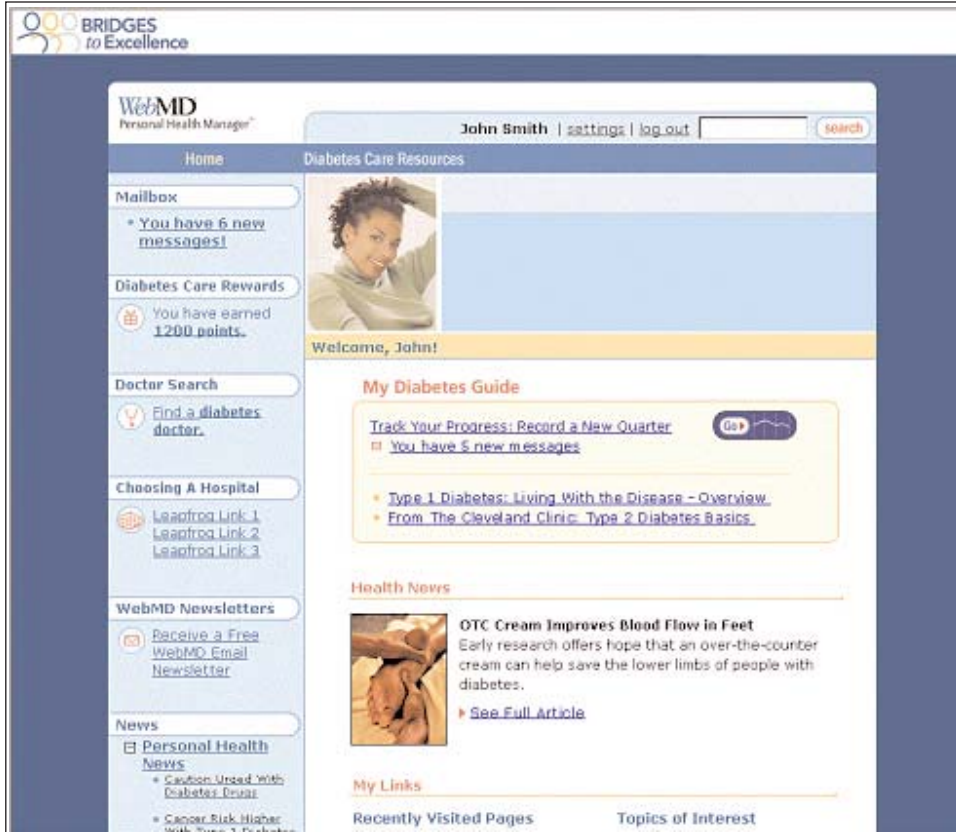 BRIDGES
to Excellence
WebMD
Personal Health Manager™
John Smith | settings | log out
search
Home
Diabetes Care Resources
Mailbox
You have 6 new
messages!
Diabetes Care Rewards
You have earned
1200 points.
Doctor Search
Find a diabetes
doctor.
Choosing A Hospital
Leapfrog Link 1
Leapfrog Link 2
Leapfrog Link 3
WebMD Newsletters
Receive a Free
WebMD Email
Newsletter
News
Personal Health
News
Caution Urged With
Diabetes Drugs
Cancer Risk Higher
With Type 1 Diabetes
Welcome, John!
My Diabetes Guide
Track Your Progress: Record a New Quarter
Go
You have 5 new messages
Type 1 Diabetes: Living With the Disease - Overview
From The Cleveland Clinic: Type 2 Diabetes Basics
Health News
OTC Cream Improves Blood Flow in Feet
Early research offers hope that an over-the-counter
cream can help save the lower limbs of people with
diabetes.
See Full Article
My Links
Recently Visited Pages
Topics of Interest